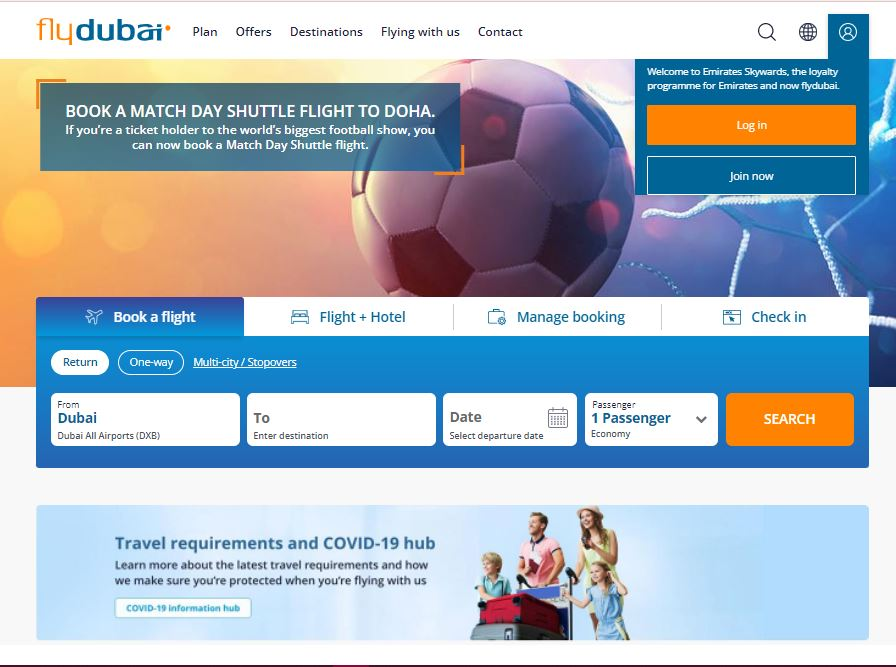 flydubai
Plan Offers Destinations Flying with us Contact
Welcome to Emirates Skywards, the loyalty
programme for Emirates and now flydubai.
Log in
Join now
BOOK A MATCH DAY SHUTTLE FLIGHT TO DOHA.
If you're a ticket holder to the world's biggest football show, you
can now book a Match Day Shuttle flight.
Book a flight Flight + Hotel Manage booking Check in
Return One-way Multi-city / Stopovers
From
Dubai
Dubai All Airports (DXB)
To
Enter destination
Date
Select departure date
Passenger
1 Passenger
Economy
SEARCH
Travel requirements and COVID-19 hub
Learn more about the latest travel requirements and how
we make sure you're protected when you're flying with us
COVID-19 information hub